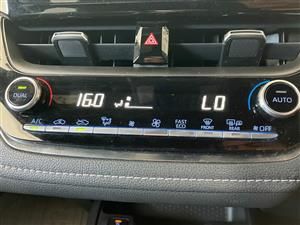 DUAL 16.0 LO AUTO
A/C FAST ECO FRONT REAR OFF